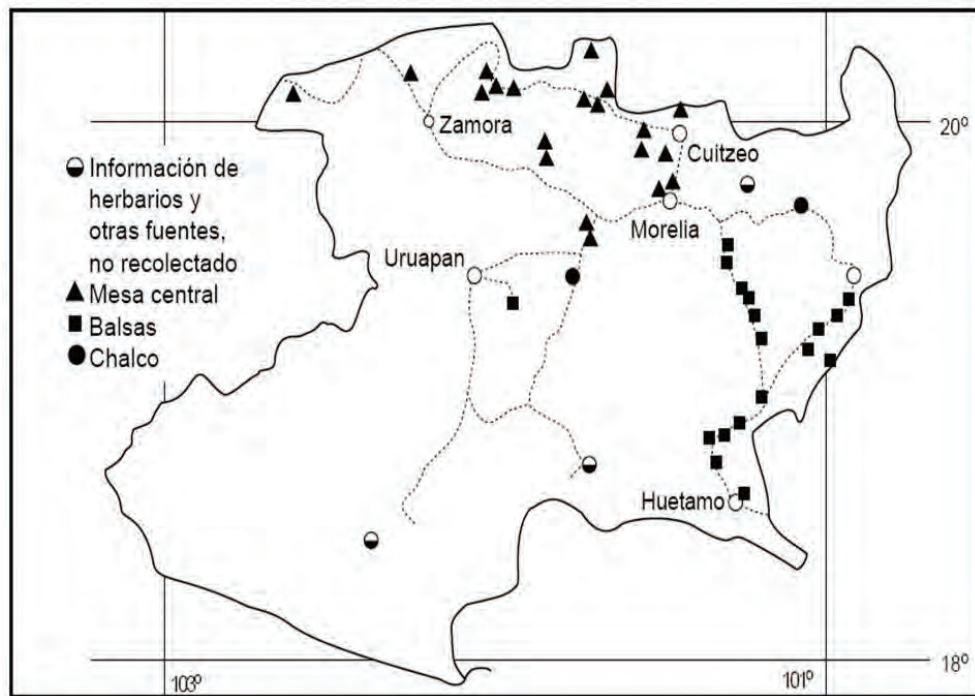 Zamora
20º
Cuitzeo
Información de
herbarios y
otras fuentes,
no recolectado
Morelia
Uruapan
Mesa central
Balsas
Chalco
Huetamo
18º
103º
101º